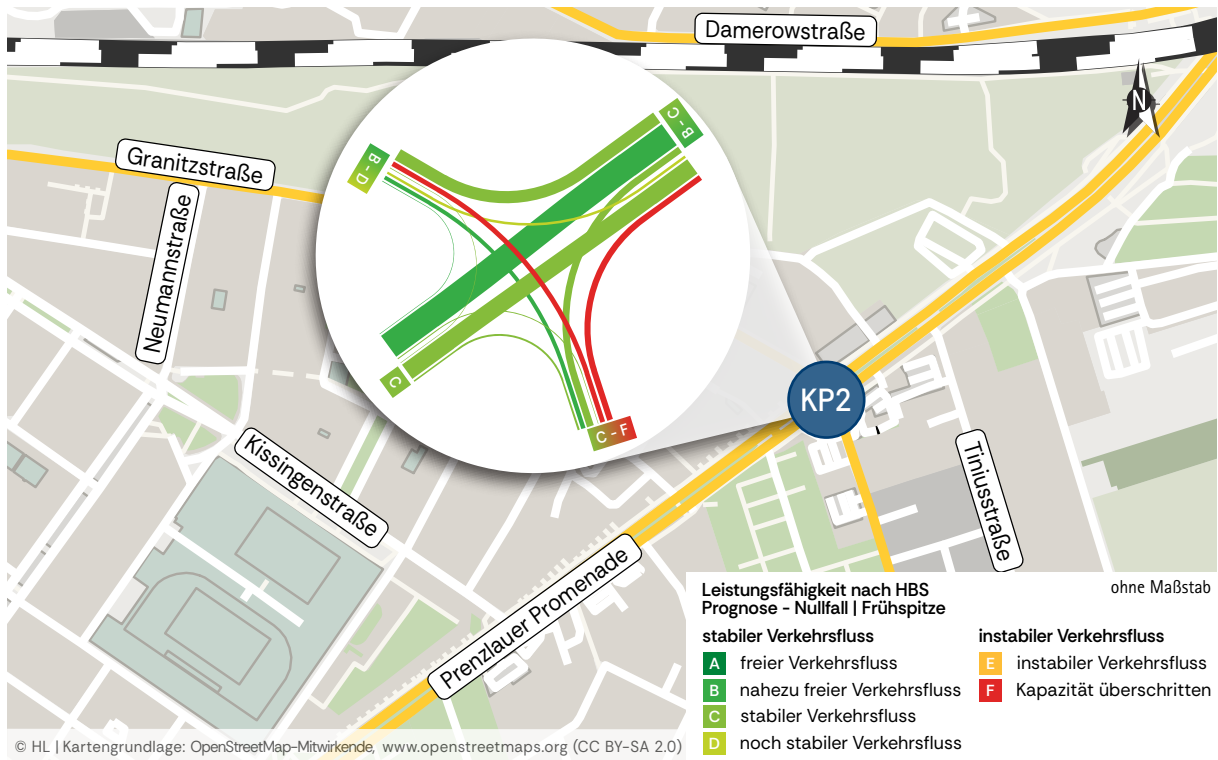 Damerowstraße
N
B - C
B - D
Granitzstraße
Neumannstraße
C
KP2
C - F
Kissingenstraße
Tiniusstraße
Prenzlauer Promenade
Leistungsfähigkeit nach HBS
Prognose - Nullfall | Frühspitze
ohne Maßstab
stabiler Verkehrsfluss
A freier Verkehrsfluss
B nahezu freier Verkehrsfluss
C stabiler Verkehrsfluss
D noch stabiler Verkehrsfluss
instabiler Verkehrsfluss
E instabiler Verkehrsfluss
F Kapazität überschritten
© HL | Kartengrundlage: OpenStreetMap-Mitwirkende, www.openstreetmaps.org (CC BY-SA 2.0)